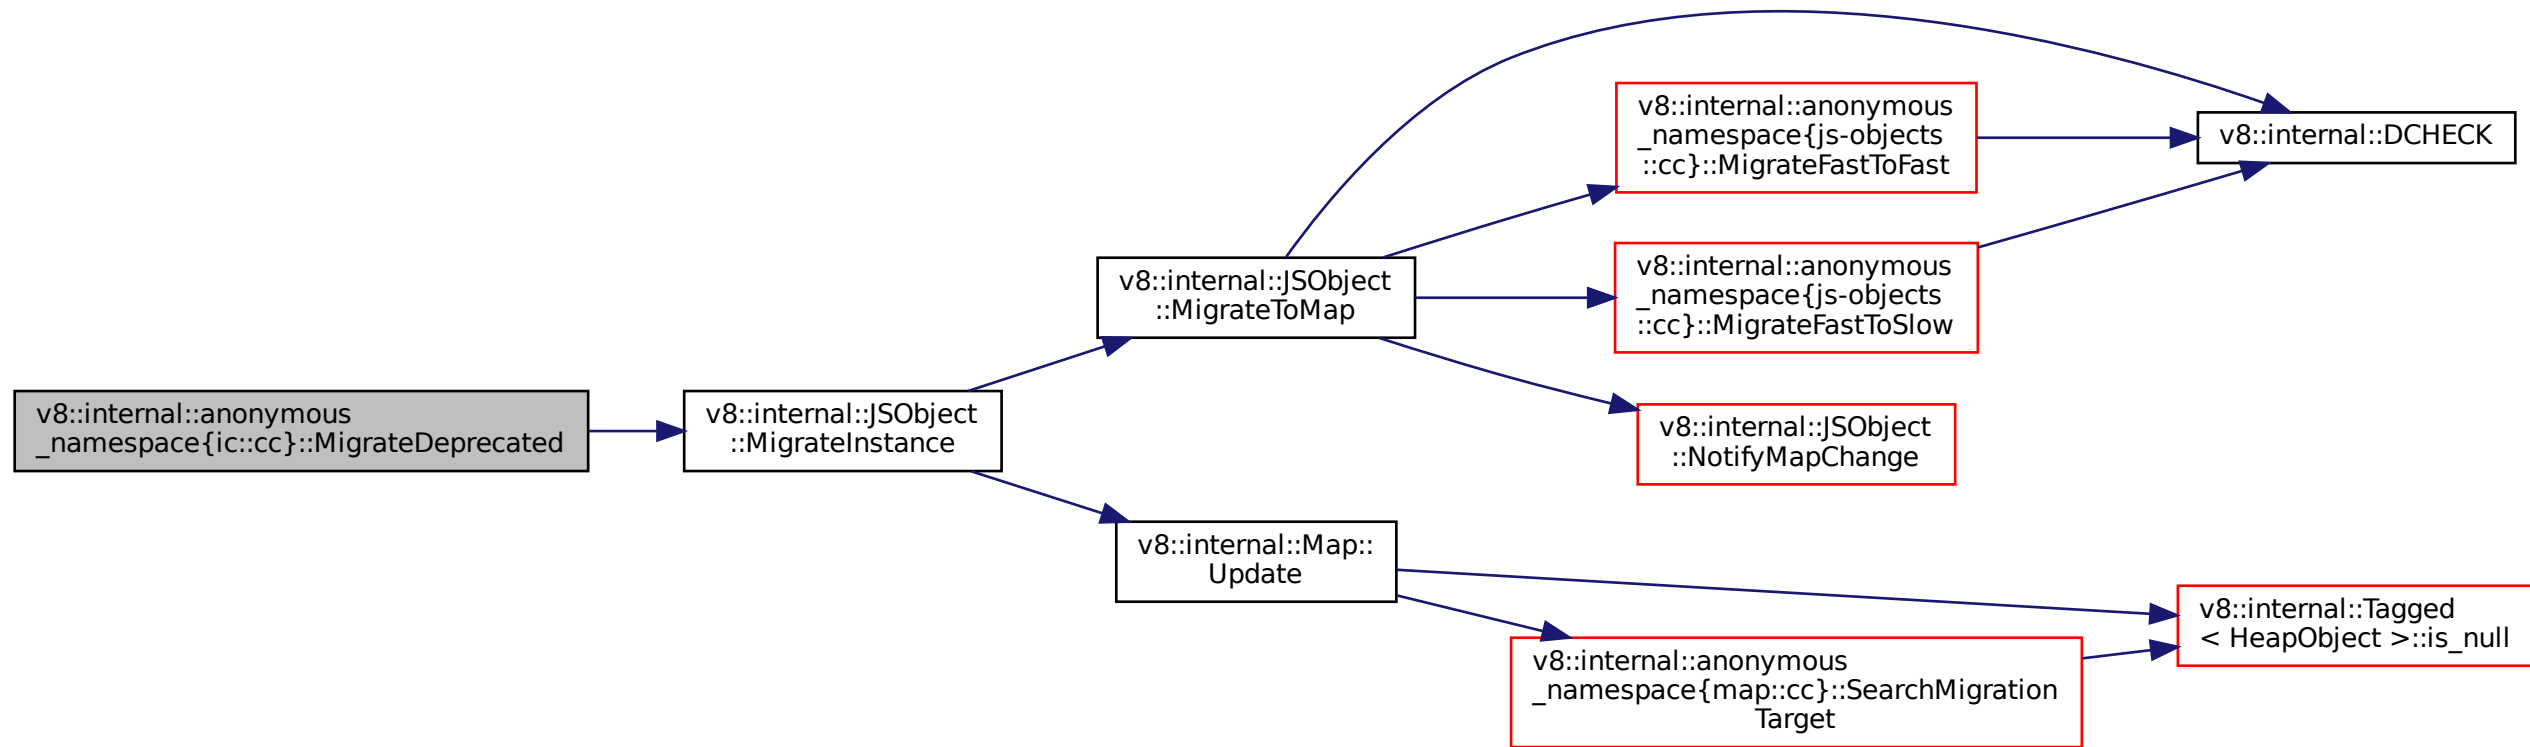 v8::internal::anonymous
_namespace{ic::cc}::MigrateDeprecated
v8::internal::JSObject
::MigrateInstance
v8::internal::JSObject
::MigrateToMap
v8::internal::anonymous
_namespace{js-objects
::cc}::MigrateFastToFast
v8::internal::DCHECK
v8::internal::anonymous
_namespace{js-objects
::cc}::MigrateFastToSlow
v8::internal::JSObject
::NotifyMapChange
v8::internal::Map::
Update
v8::internal::Tagged
< HeapObject >::is_null
v8::internal::anonymous
_namespace{map::cc}::SearchMigration
Target